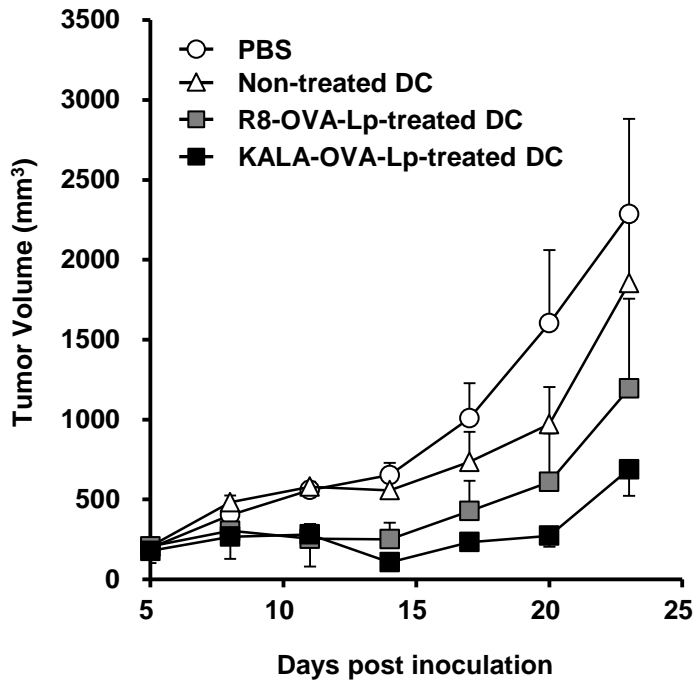 3500
3000
2500
2000
1500
1000
500
0
Tumor Volume (mm³)
PBS
Non-treated DC
R8-OVA-Lp-treated DC
KALA-OVA-Lp-treated DC
5 10 15 20 25
Days post inoculation